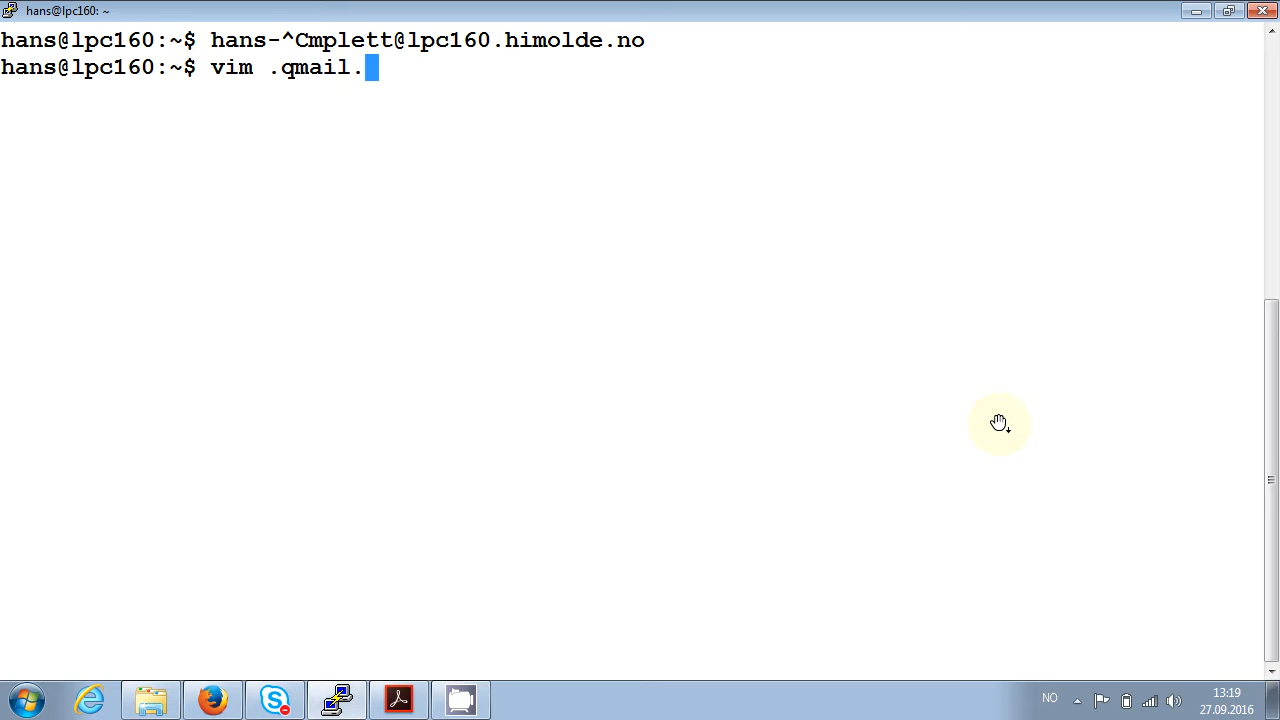 hans@lpc160: ~
hans@lpc160:~$ hans-^Cmplett@lpc160.himolde.no
hans@lpc160:~$ vim .qmail.
NO
13:19
27.09.2016